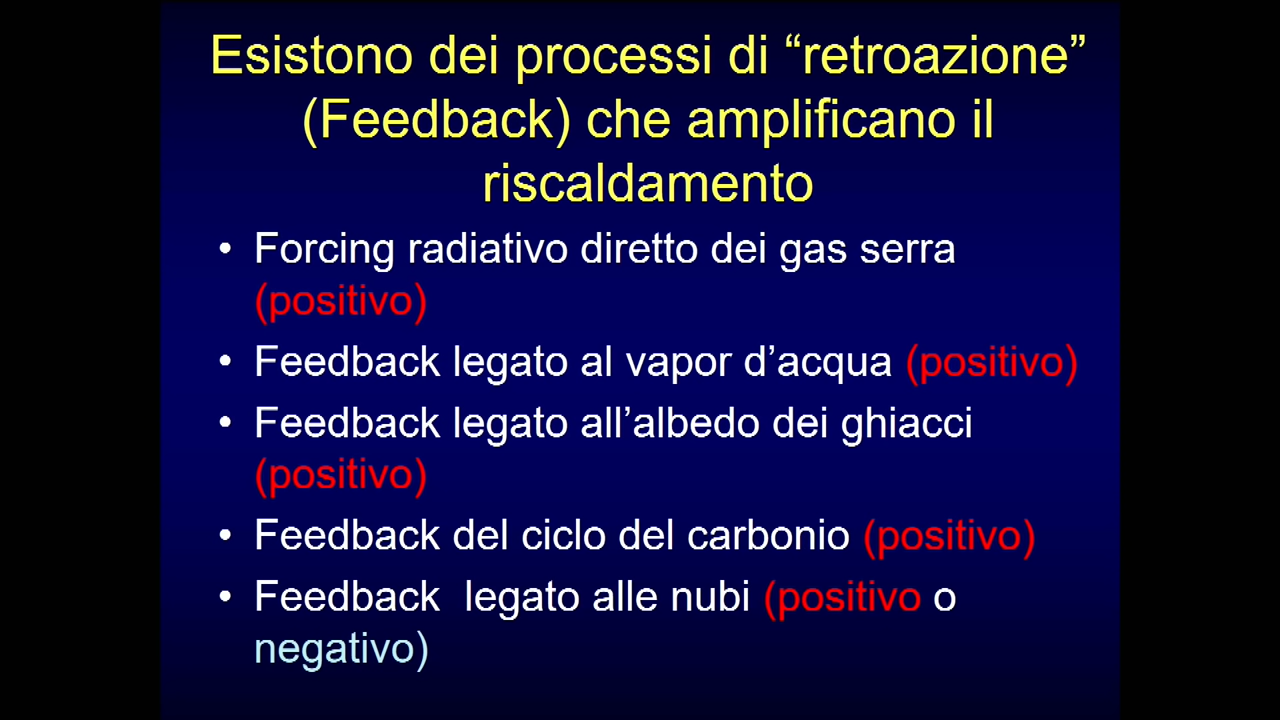 Esistono dei processi di “retroazione”
(Feedback) che amplificano il
riscaldamento
• Forcing radiativo diretto dei gas serra
(positivo)
• Feedback legato al vapor d’acqua (positivo)
• Feedback legato all’albedo dei ghiacci
(positivo)
• Feedback del ciclo del carbonio (positivo)
• Feedback  legato alle nubi (positivo o
negativo)